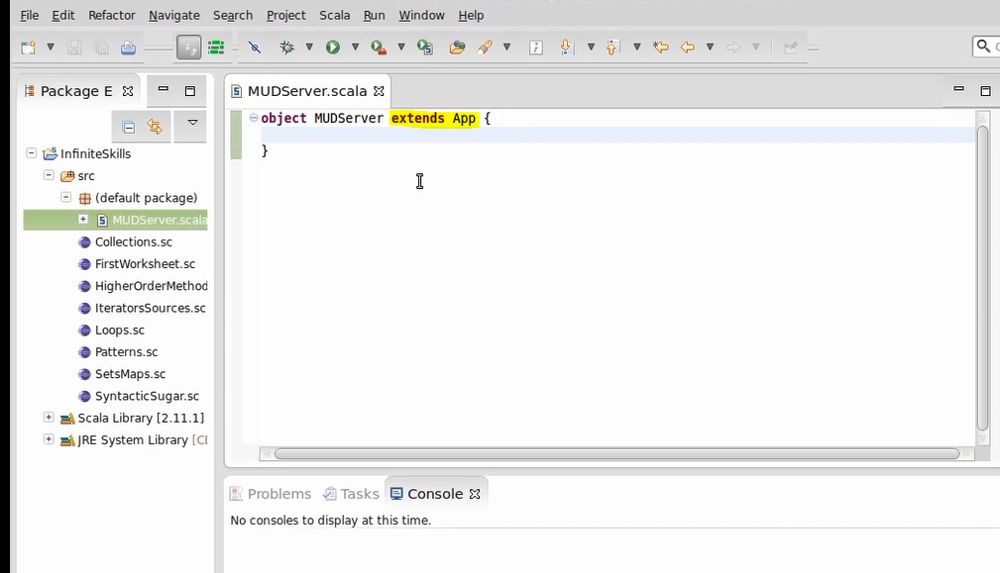 File Edit Refactor Navigate Search Project Scala Run Window Help
Package E
MUDServer.scala
object MUDServer extends App {
}
InfiniteSkills
src
(default package)
MUDServer.scala
Collections.sc
FirstWorksheet.sc
HigherOrderMethod
IteratorsSources.sc
Loops.sc
Patterns.sc
SetsMaps.sc
SyntacticSugar.sc
Scala Library [2.11.1]
JRE System Library
Problems Tasks Console
No consoles to display at this time.